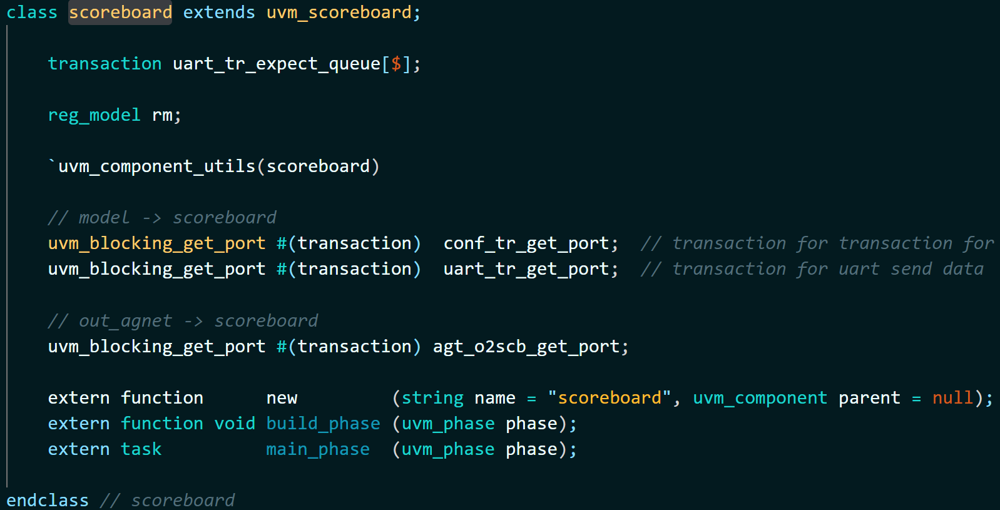 class scoreboard extends uvm_scoreboard;
transaction uart_tr_expect_queue[$];
reg_model rm;
`uvm_component_utils(scoreboard)
// model -> scoreboard
uvm_blocking_get_port #(transaction)  conf_tr_get_port;  // transaction for transaction for
uvm_blocking_get_port #(transaction)  uart_tr_get_port;  // transaction for uart send data
// out_agnet -> scoreboard
uvm_blocking_get_port #(transaction) agt_o2scb_get_port;
extern function      new         (string name = "scoreboard", uvm_component parent = null);
extern function void build_phase (uvm_phase phase);
extern task          main_phase  (uvm_phase phase);
endclass // scoreboard